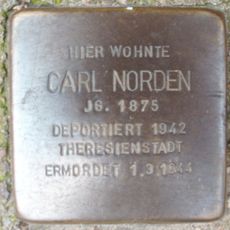 HIER WOHNTE
CARL NORDEN
JG. 1875
DEPORTIERT 1942
THERESIENSTADT
ERMORDET 1.3.1944